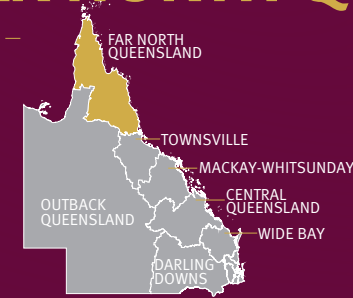 FAR NORTH
QUEENSLAND
TOWNSVILLE
MACKAY-WHITSUNDAY
CENTRAL
QUEENSLAND
OUTBACK
QUEENSLAND
WIDE BAY
DARLING
DOWNS